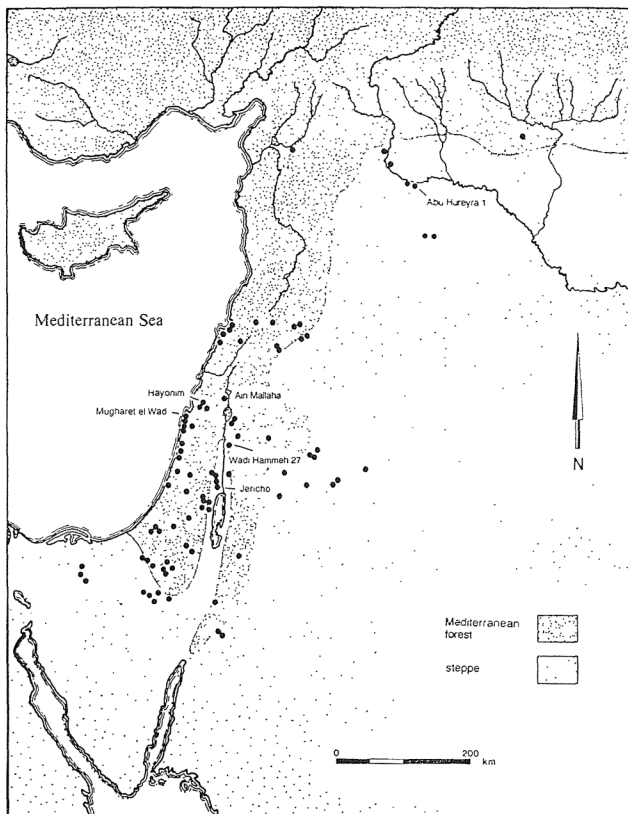 Abu Hureyra 1
Mediterranean Sea
Hayonim
Ain Mallaha
Mugharet el Wad
Wadi Hammeh 27
Jericho
N
Mediterranean
forest
steppe
0 200
km